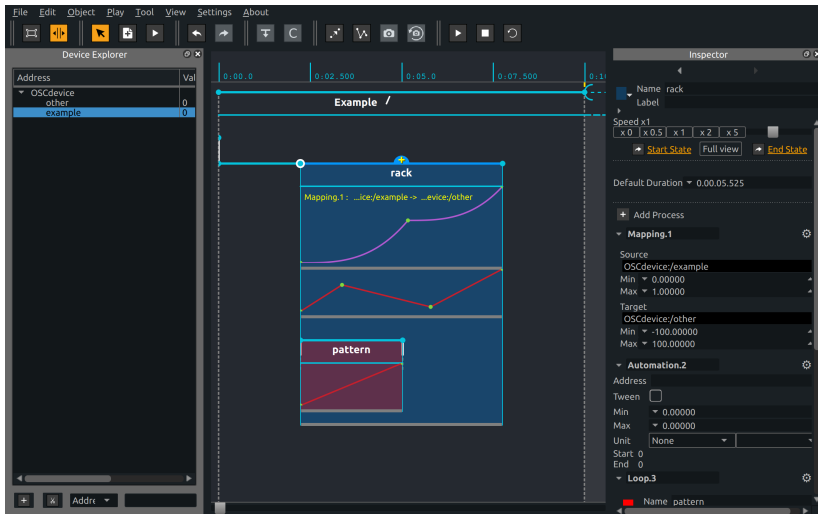 File Edit Object Play Tool View Settings About
Device Explorer
Address Val
OSCdevice
other 0
example 0
Addre
0:00.0 0:02.500 0:05.0 0:07.500 0:10
Example /
rack
Mapping.1 : ...ice:/example -> ...evice:/other
pattern
Inspector
Name rack
Label
Speed x1
x 0 x 0.5 x 1 x 2 x 5
Start State Full view End State
Default Duration 0.00.05.525
Add Process
Mapping.1
Source
OSCdevice:/example
Min 0.00000
Max 1.00000
Target
OSCdevice:/other
Min -100.00000
Max 100.00000
Automation.2
Address
Tween
Min 0.00000
Max 0.00000
Unit None
Start 0
End 0
Loop.3
Name pattern